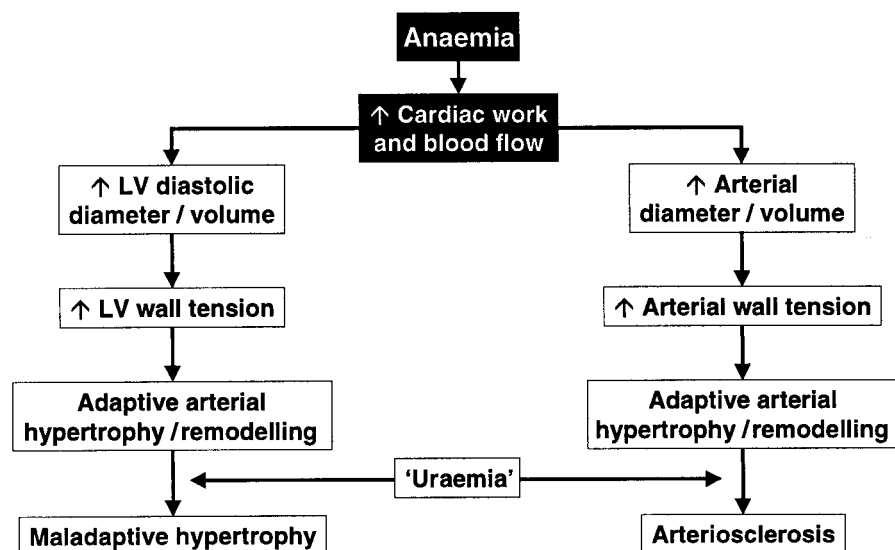 Anaemia
↑ Cardiac work
and blood flow
↑ LV diastolic
diameter / volume
↑ Arterial
diameter / volume
↑ LV wall tension
↑ Arterial wall tension
Adaptive arterial
hypertrophy / remodelling
Adaptive arterial
hypertrophy / remodelling
‘Uraemia’
Maladaptive hypertrophy
Arteriosclerosis